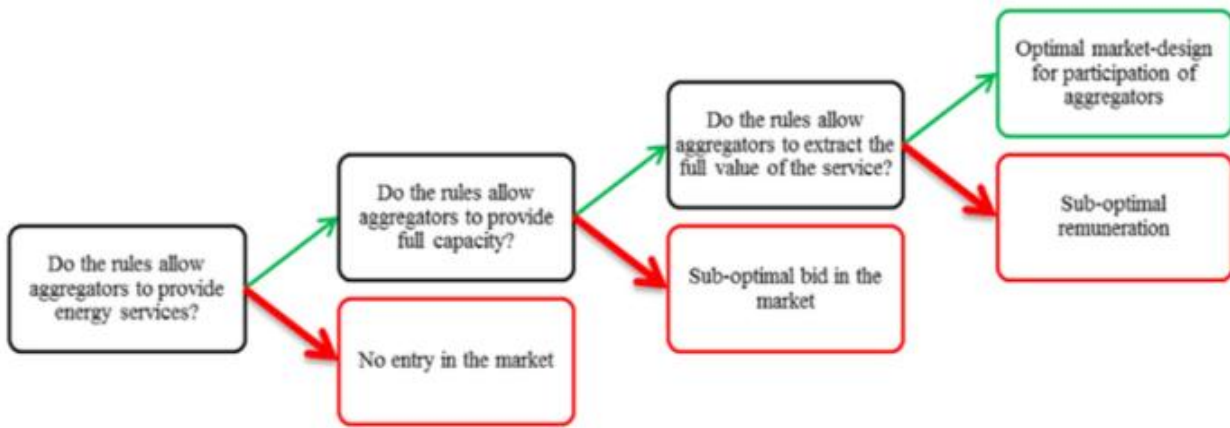 Do the rules allow
aggregators to provide
energy services?
No entry in the market
Do the rules allow
aggregators to provide
full capacity?
Sub-optimal bid in the
market
Do the rules allow
aggregators to extract the
full value of the service?
Optimal market-design
for participation of
aggregators
Sub-optimal
remuneration